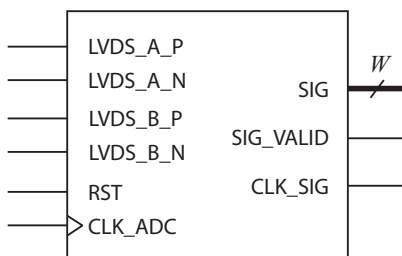 LVDS_A_P
LVDS_A_N
LVDS_B_P
LVDS_B_N
RST
CLK_ADC
W
SIG
SIG_VALID
CLK_SIG